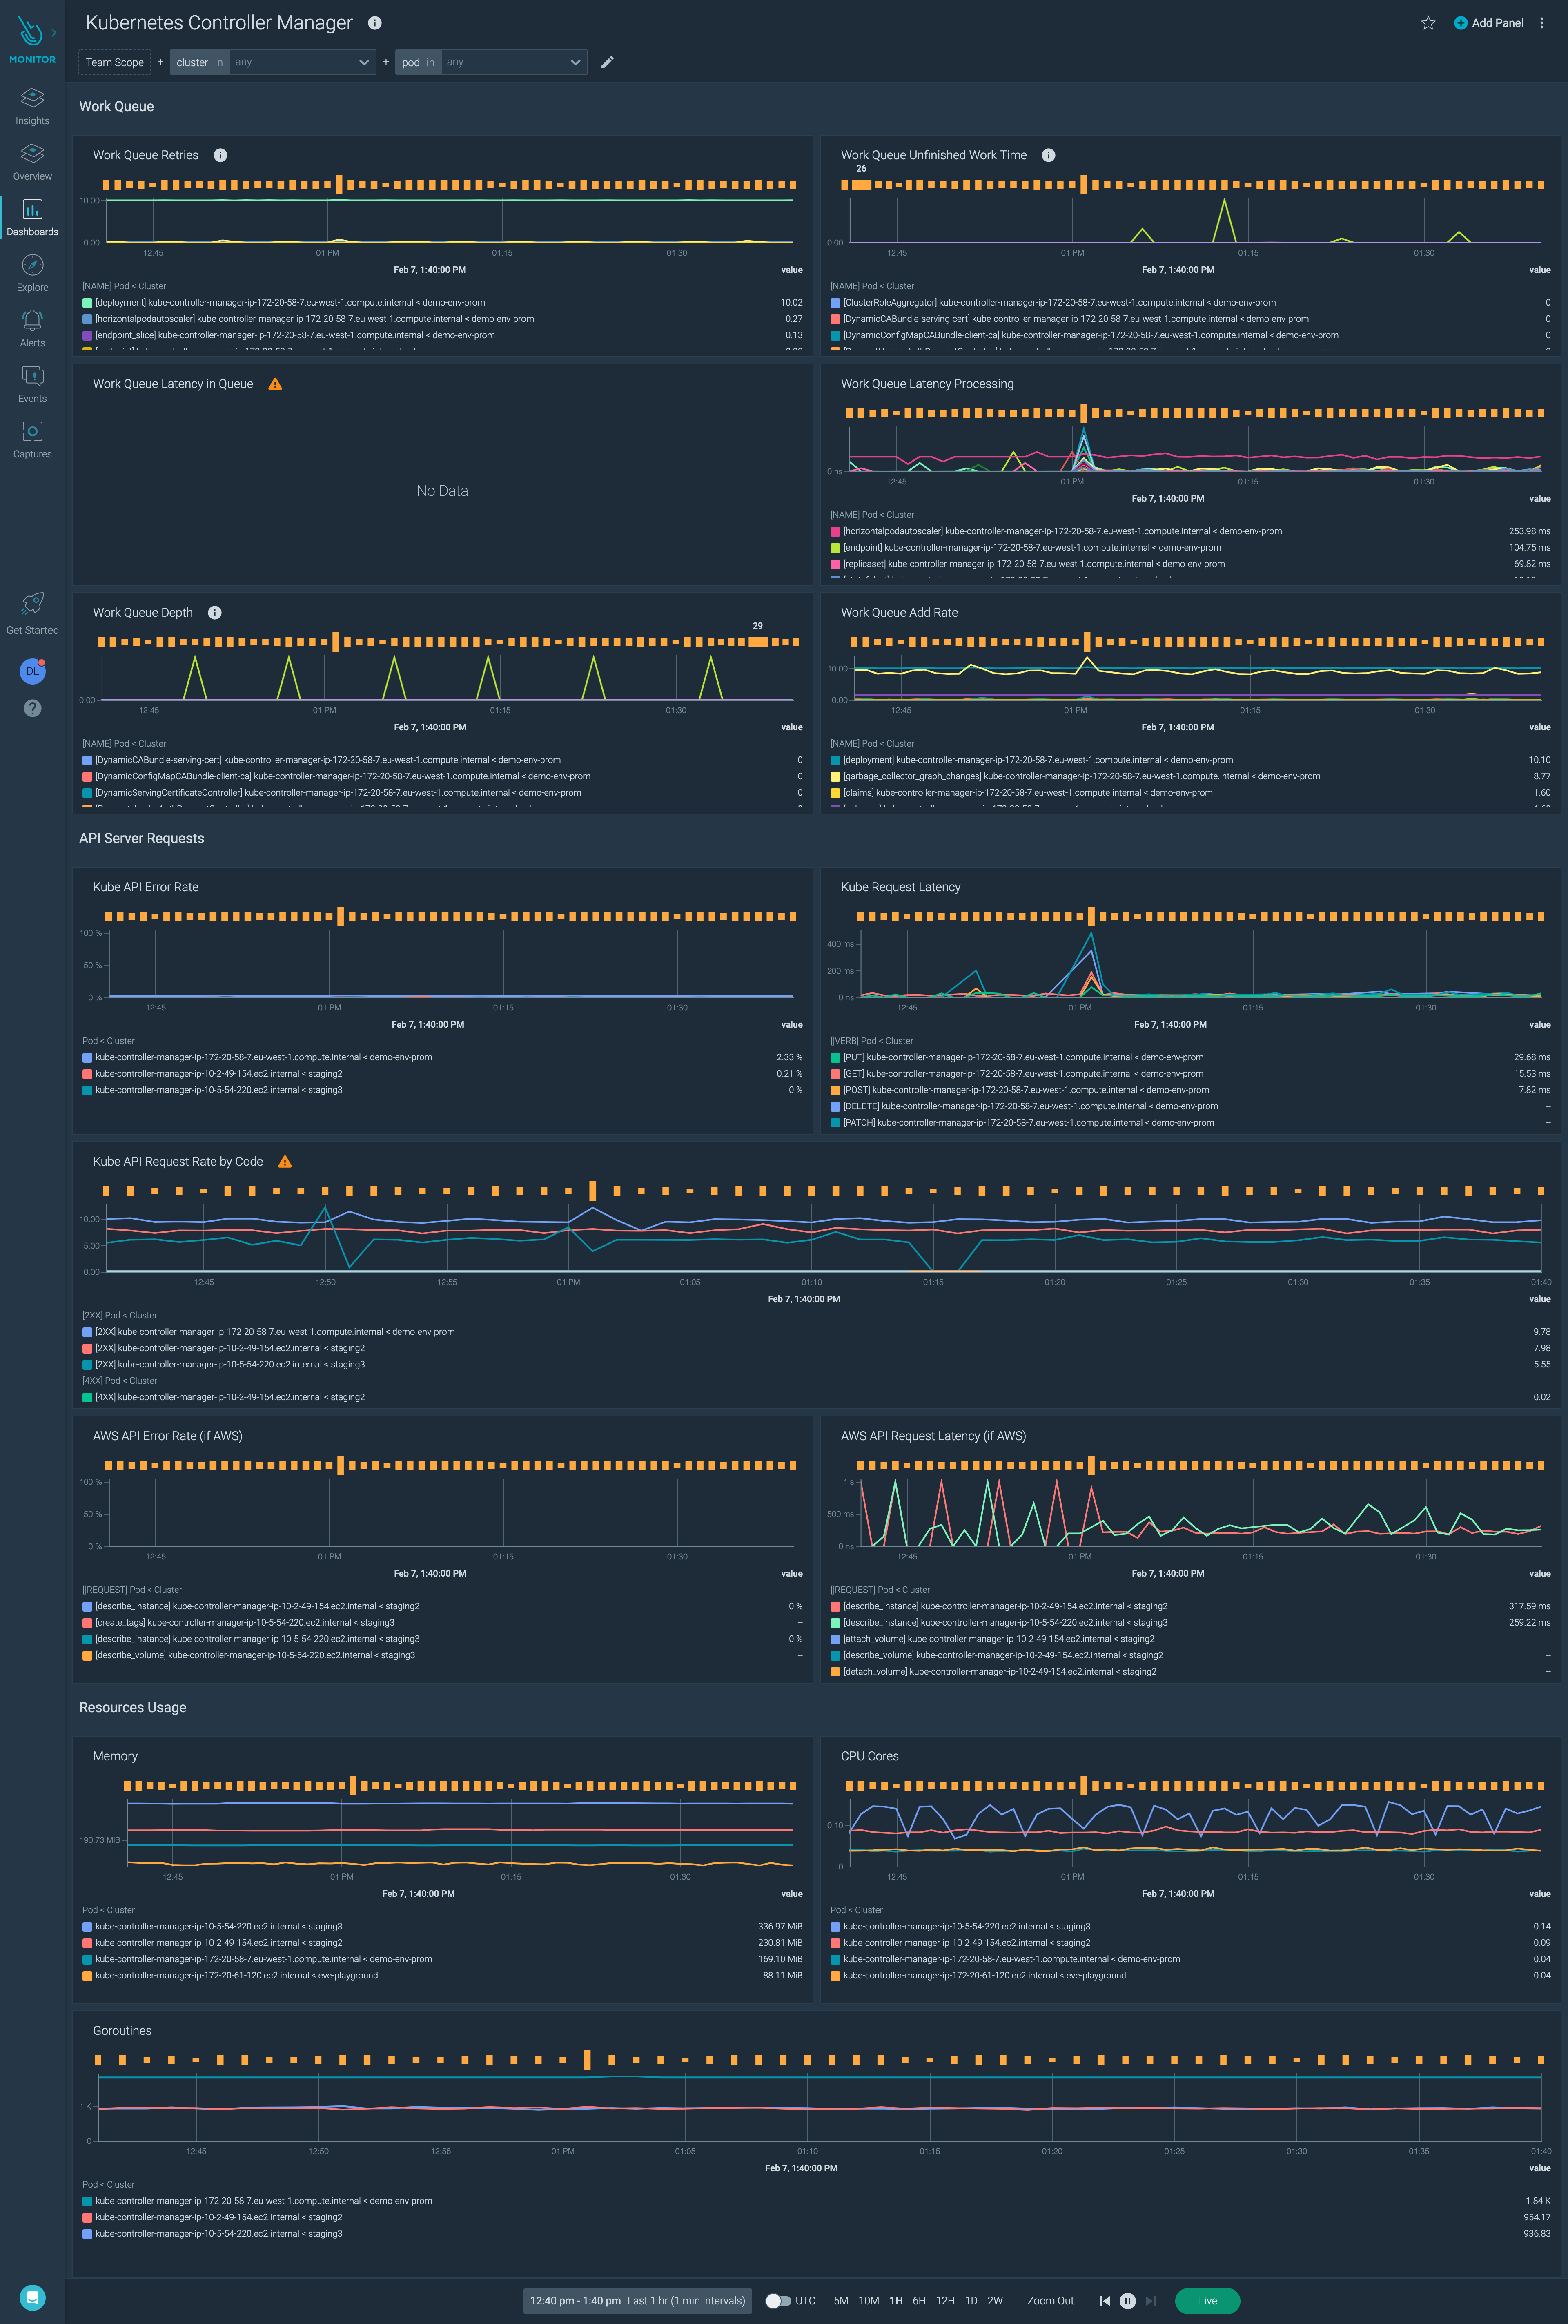 Kubernetes Controller Manager
Add Panel
MONITOR
Team Scope + cluster in any + pod in any
Insights
Overview
Dashboards
Explore
Alerts
Events
Captures
Get Started
DL
Work Queue
Work Queue Retries
10.00
0.00
12:45 01 PM 01:15 01:30
Feb 7, 1:40:00 PM value
[NAME] Pod < Cluster
[deployment] kube-controller-manager-ip-172-20-58-7.eu-west-1.compute.internal < demo-env-prom 10.02
[horizontalpodautoscaler] kube-controller-manager-ip-172-20-58-7.eu-west-1.compute.internal < demo-env-prom 0.27
[endpoint_slice] kube-controller-manager-ip-172-20-58-7.eu-west-1.compute.internal < demo-env-prom 0.13
Work Queue Unfinished Work Time
26
0.00
12:45 01 PM 01:15 01:30
Feb 7, 1:40:00 PM value
[NAME] Pod < Cluster
[ClusterRoleAggregator] kube-controller-manager-ip-172-20-58-7.eu-west-1.compute.internal < demo-env-prom 0
[DynamicCABundle-serving-cert] kube-controller-manager-ip-172-20-58-7.eu-west-1.compute.internal < demo-env-prom 0
[DynamicConfigMapCABundle-client-ca] kube-controller-manager-ip-172-20-58-7.eu-west-1.compute.internal < demo-env-prom 0
Work Queue Latency in Queue
No Data
Work Queue Latency Processing
0 ns
12:45 01 PM 01:15 01:30
Feb 7, 1:40:00 PM value
[NAME] Pod < Cluster
[horizontalpodautoscaler] kube-controller-manager-ip-172-20-58-7.eu-west-1.compute.internal < demo-env-prom 253.98 ms
[endpoint] kube-controller-manager-ip-172-20-58-7.eu-west-1.compute.internal < demo-env-prom 104.75 ms
[replicaset] kube-controller-manager-ip-172-20-58-7.eu-west-1.compute.internal < demo-env-prom 69.82 ms
Work Queue Depth
29
0.00
12:45 01 PM 01:15 01:30
Feb 7, 1:40:00 PM value
[NAME] Pod < Cluster
[DynamicCABundle-serving-cert] kube-controller-manager-ip-172-20-58-7.eu-west-1.compute.internal < demo-env-prom 0
[DynamicConfigMapCABundle-client-ca] kube-controller-manager-ip-172-20-58-7.eu-west-1.compute.internal < demo-env-prom 0
[DynamicServingCertificateController] kube-controller-manager-ip-172-20-58-7.eu-west-1.compute.internal < demo-env-prom 0
Work Queue Add Rate
10.00
0.00
12:45 01 PM 01:15 01:30
Feb 7, 1:40:00 PM value
[NAME] Pod < Cluster
[deployment] kube-controller-manager-ip-172-20-58-7.eu-west-1.compute.internal < demo-env-prom 10.10
[garbage_collector_graph_changes] kube-controller-manager-ip-172-20-58-7.eu-west-1.compute.internal < demo-env-prom 8.77
[claims] kube-controller-manager-ip-172-20-58-7.eu-west-1.compute.internal < demo-env-prom 1.60
API Server Requests
Kube API Error Rate
100 %
50 %
0 %
12:45 01 PM 01:15 01:30
Feb 7, 1:40:00 PM value
Pod < Cluster
kube-controller-manager-ip-172-20-58-7.eu-west-1.compute.internal < demo-env-prom 2.33 %
kube-controller-manager-ip-10-2-49-154.ec2.internal < staging2 0.21 %
kube-controller-manager-ip-10-5-54-220.ec2.internal < staging3 0 %
Kube Request Latency
400 ms
200 ms
0 ns
12:45 01 PM 01:15 01:30
Feb 7, 1:40:00 PM value
[]VERB] Pod < Cluster
[PUT] kube-controller-manager-ip-172-20-58-7.eu-west-1.compute.internal < demo-env-prom 29.68 ms
[GET] kube-controller-manager-ip-172-20-58-7.eu-west-1.compute.internal < demo-env-prom 15.53 ms
[POST] kube-controller-manager-ip-172-20-58-7.eu-west-1.compute.internal < demo-env-prom 7.82 ms
[DELETE] kube-controller-manager-ip-172-20-58-7.eu-west-1.compute.internal < demo-env-prom --
[PATCH] kube-controller-manager-ip-172-20-58-7.eu-west-1.compute.internal < demo-env-prom --
Kube API Request Rate by Code
10.00
5.00
0.00
12:45 12:50 12:55 01 PM 01:05 01:10 01:15 01:20 01:25 01:30 01:35 01:40
Feb 7, 1:40:00 PM value
[2XX] Pod < Cluster
[2XX] kube-controller-manager-ip-172-20-58-7.eu-west-1.compute.internal < demo-env-prom 9.78
[2XX] kube-controller-manager-ip-10-2-49-154.ec2.internal < staging2 7.98
[2XX] kube-controller-manager-ip-10-5-54-220.ec2.internal < staging3 5.55
[4XX] Pod < Cluster
[4XX] kube-controller-manager-ip-10-2-49-154.ec2.internal < staging2 0.02
AWS API Error Rate (if AWS)
100 %
50 %
0 %
12:45 01 PM 01:15 01:30
Feb 7, 1:40:00 PM value
[]REQUEST] Pod < Cluster
[describe_instance] kube-controller-manager-ip-10-2-49-154.ec2.internal < staging2 0 %
[create_tags] kube-controller-manager-ip-10-5-54-220.ec2.internal < staging3 --
[describe_instance] kube-controller-manager-ip-10-5-54-220.ec2.internal < staging3 0 %
[describe_volume] kube-controller-manager-ip-10-5-54-220.ec2.internal < staging3 --
AWS API Request Latency (if AWS)
1 s
500 ms
0 ns
12:45 01 PM 01:15 01:30
Feb 7, 1:40:00 PM value
[]REQUEST] Pod < Cluster
[describe_instance] kube-controller-manager-ip-10-2-49-154.ec2.internal < staging2 317.59 ms
[describe_instance] kube-controller-manager-ip-10-5-54-220.ec2.internal < staging3 259.22 ms
[attach_volume] kube-controller-manager-ip-10-2-49-154.ec2.internal < staging2 --
[describe_volume] kube-controller-manager-ip-10-2-49-154.ec2.internal < staging2 --
[detach_volume] kube-controller-manager-ip-10-2-49-154.ec2.internal < staging2 --
Resources Usage
Memory
190.73 MiB
12:45 01 PM 01:15 01:30
Feb 7, 1:40:00 PM value
Pod < Cluster
kube-controller-manager-ip-10-5-54-220.ec2.internal < staging3 336.97 MiB
kube-controller-manager-ip-10-2-49-154.ec2.internal < staging2 230.81 MiB
kube-controller-manager-ip-172-20-58-7.eu-west-1.compute.internal < demo-env-prom 169.10 MiB
kube-controller-manager-ip-172-20-61-120.ec2.internal < eve-playground 88.11 MiB
CPU Cores
0.10
0
12:45 01 PM 01:15 01:30
Feb 7, 1:40:00 PM value
Pod < Cluster
kube-controller-manager-ip-10-5-54-220.ec2.internal < staging3 0.14
kube-controller-manager-ip-10-2-49-154.ec2.internal < staging2 0.09
kube-controller-manager-ip-172-20-58-7.eu-west-1.compute.internal < demo-env-prom 0.04
kube-controller-manager-ip-172-20-61-120.ec2.internal < eve-playground 0.04
Goroutines
1 K
0
12:45 12:50 12:55 01 PM 01:05 01:10 01:15 01:20 01:25 01:30 01:35 01:40
Feb 7, 1:40:00 PM value
Pod < Cluster
kube-controller-manager-ip-172-20-58-7.eu-west-1.compute.internal < demo-env-prom 1.84 K
kube-controller-manager-ip-10-2-49-154.ec2.internal < staging2 954.17
kube-controller-manager-ip-10-5-54-220.ec2.internal < staging3 936.83
12:40 pm - 1:40 pm Last 1 hr (1 min intervals) UTC 5M 10M 1H 6H 12H 1D 2W Zoom Out Live